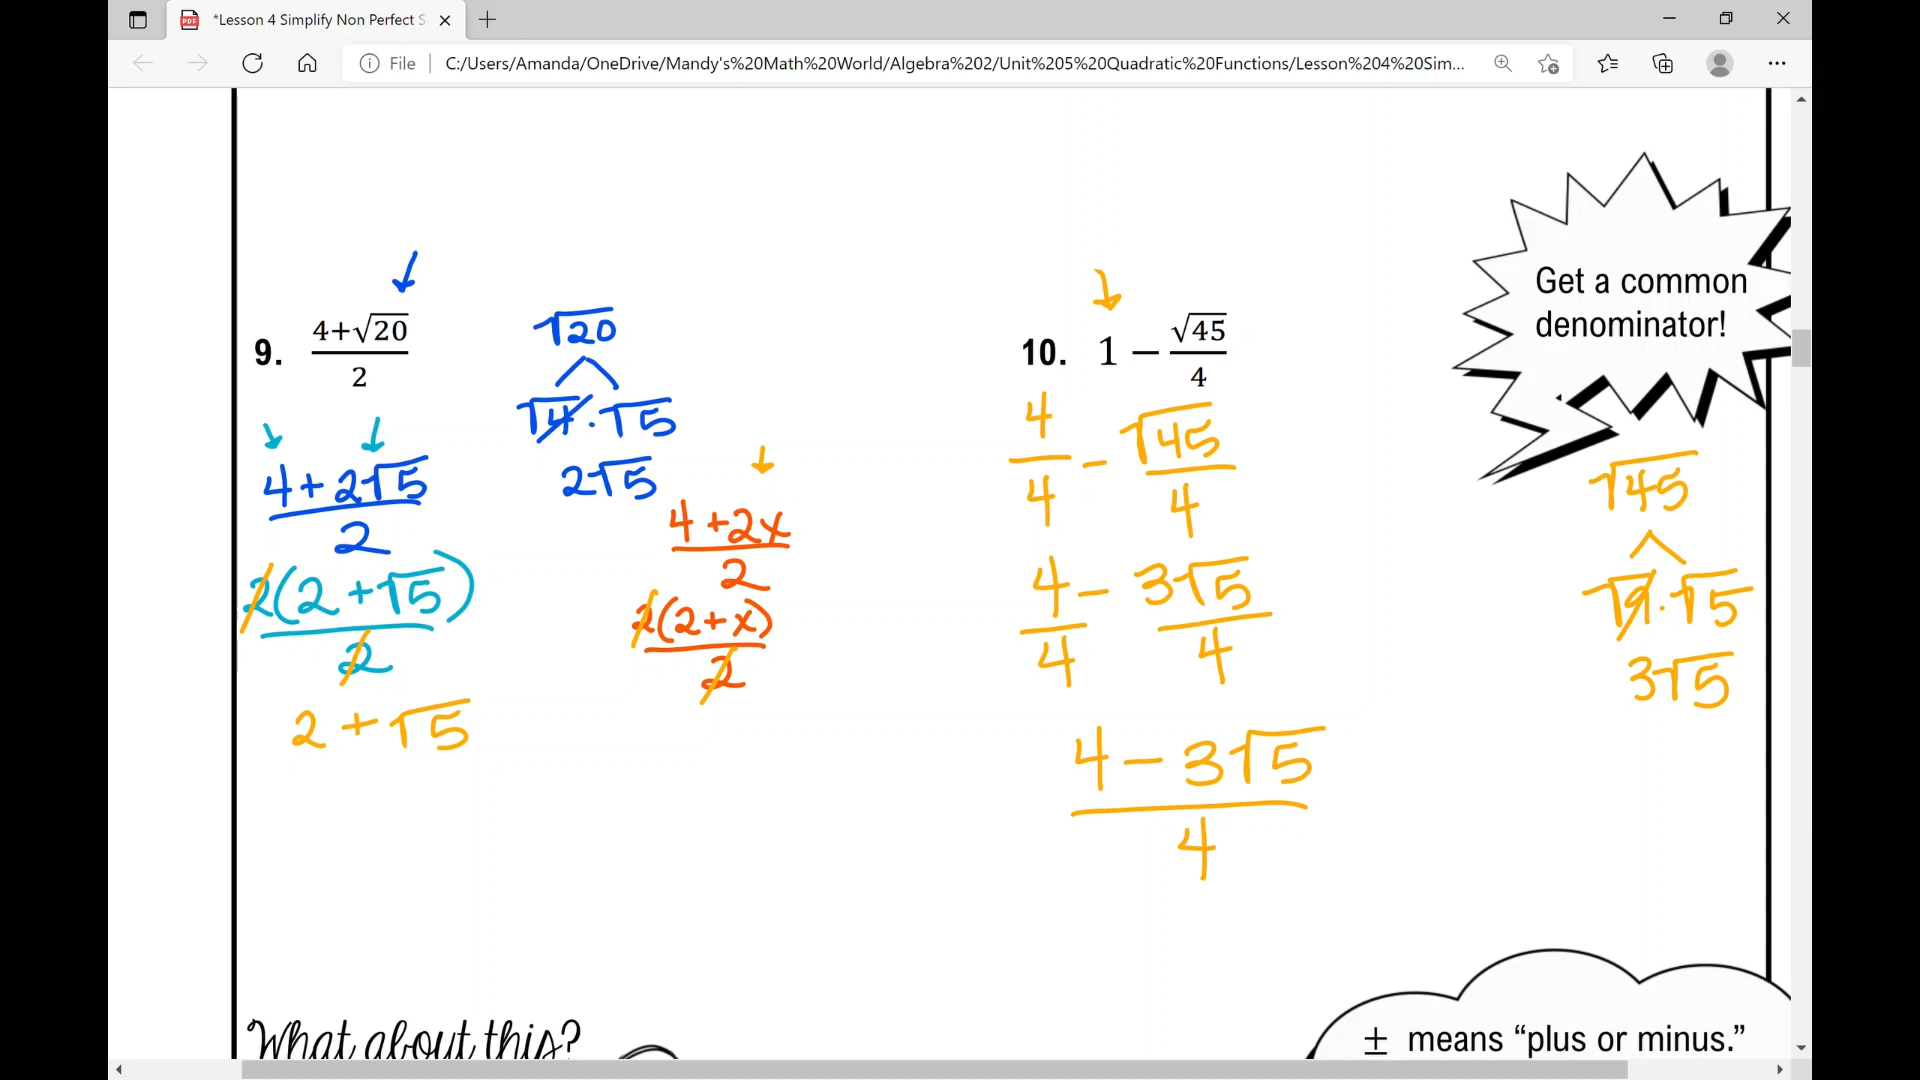 *Lesson 4 Simplify Non Perfect S
File
C:/Users/Amanda/OneDrive/Mandy's%20Math%20World/Algebra%202/Unit%205%20Quadratic%20Functions/Lesson%204%20Sim...
9. (4+√20)/2
√20
√4 · √5
2√5
(4 + 2√5)/2
2(2 + √5)/2
2 + √5
(4 + 2x)/2
2(2 + x)/2
10. 1 − √45/4
4/4 − √45/4
4/4 − 3√5/4
(4 − 3√5)/4
Get a common
denominator!
√45
√9 · √5
3√5
What about this?
± means “plus or minus.”